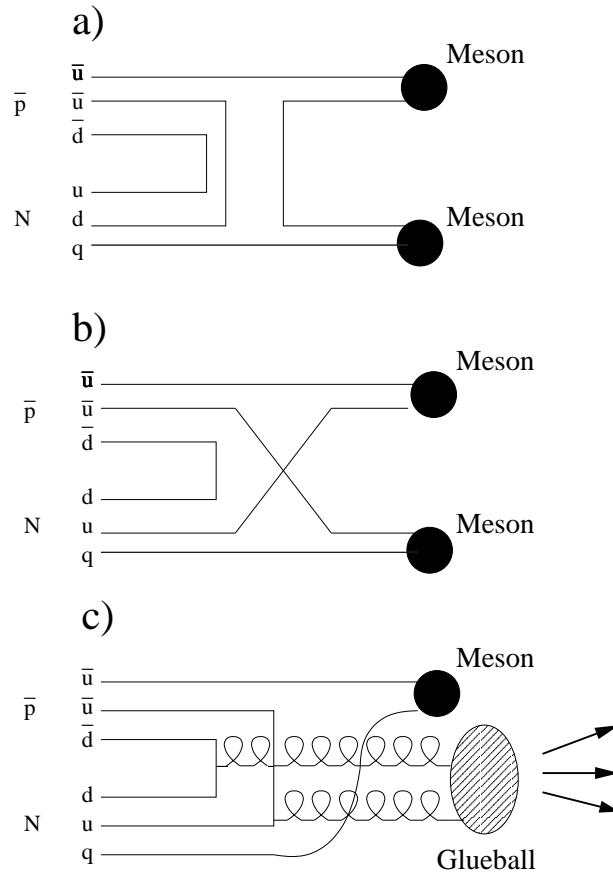 a)
Meson
u̅
p̅ u̅
d̅
u
N d
Meson
q
b)
Meson
u̅
p̅ u̅
d̅
d
N u
Meson
q
c)
Meson
u̅
p̅ u̅
d̅
d
N u
q
Glueball